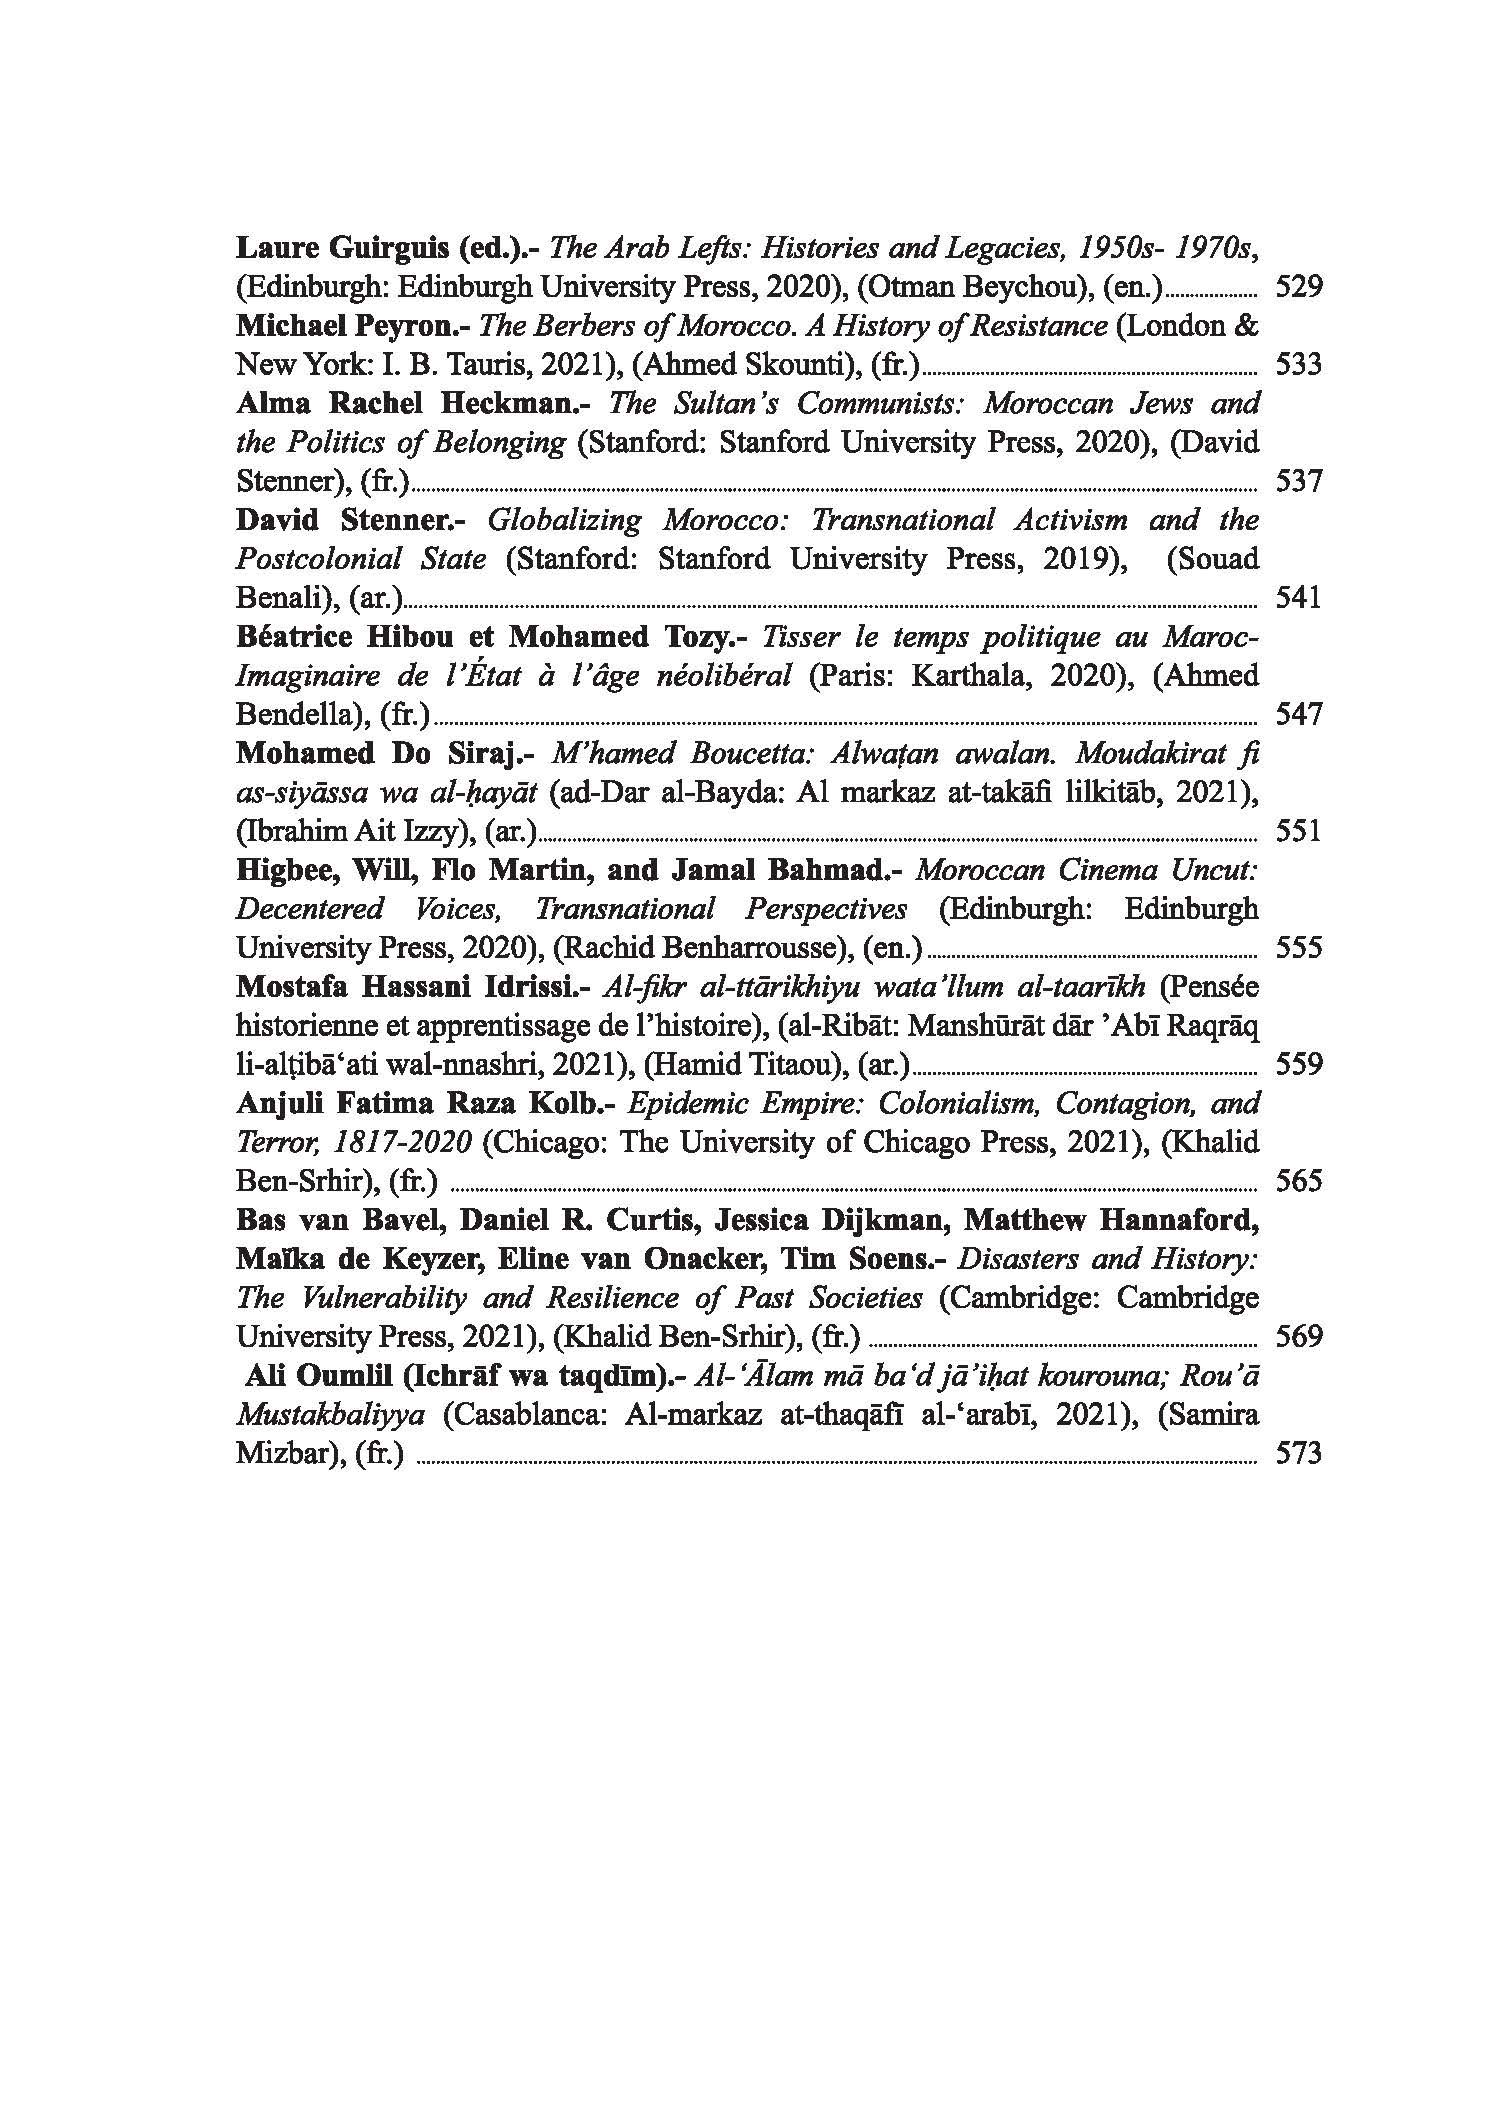 Laure Guirguis (ed.).- The Arab Lefts: Histories and Legacies, 1950s- 1970s,
(Edinburgh: Edinburgh University Press, 2020), (Otman Beychou), (en.)................... 529
Michael Peyron.- The Berbers of Morocco. A History of Resistance (London &
New York: I. B. Tauris, 2021), (Ahmed Skounti), (fr.)................... 533
Alma Rachel Heckman.- The Sultan’s Communists: Moroccan Jews and
the Politics of Belonging (Stanford: Stanford University Press, 2020), (David
Stenner), (fr.)................... 537
David Stenner.- Globalizing Morocco: Transnational Activism and the
Postcolonial State (Stanford: Stanford University Press, 2019), (Souad
Benali), (ar.)................... 541
Béatrice Hibou et Mohamed Tozy.- Tisser le temps politique au Maroc-
Imaginaire de l’État à l’âge néolibéral (Paris: Karthala, 2020), (Ahmed
Bendella), (fr.)................... 547
Mohamed Do Siraj.- M’hamed Boucetta: Alwaṭan awalan. Moudakirat fi
as-siyāssa wa al-ḥayāt (ad-Dar al-Bayda: Al markaz at-takāfi lilkitāb, 2021),
(Ibrahim Ait Izzy), (ar.)................... 551
Higbee, Will, Flo Martin, and Jamal Bahmad.- Moroccan Cinema Uncut:
Decentered Voices, Transnational Perspectives (Edinburgh: Edinburgh
University Press, 2020), (Rachid Benharrousse), (en.)................... 555
Mostafa Hassani Idrissi.- Al-fikr al-ttārikhiyu wata’llum al-taarīkh (Pensée
historienne et apprentissage de l’histoire), (al-Ribāt: Manshūrāt dār ’Abī Raqrāq
li-alṭibā‘ati wal-nnashri, 2021), (Hamid Titaou), (ar.)................... 559
Anjuli Fatima Raza Kolb.- Epidemic Empire: Colonialism, Contagion, and
Terror, 1817-2020 (Chicago: The University of Chicago Press, 2021), (Khalid
Ben-Srhir), (fr.) ................... 565
Bas van Bavel, Daniel R. Curtis, Jessica Dijkman, Matthew Hannaford,
Maïka de Keyzer, Eline van Onacker, Tim Soens.- Disasters and History:
The Vulnerability and Resilience of Past Societies (Cambridge: Cambridge
University Press, 2021), (Khalid Ben-Srhir), (fr.) ................... 569
Ali Oumlil (Ichrāf wa taqdīm).- Al-‘Ālam mā ba‘d jā’iḥat kourouna; Rou’ā
Mustakbaliyya (Casablanca: Al-markaz at-thaqāfī al-‘arabī, 2021), (Samira
Mizbar), (fr.) ................... 573